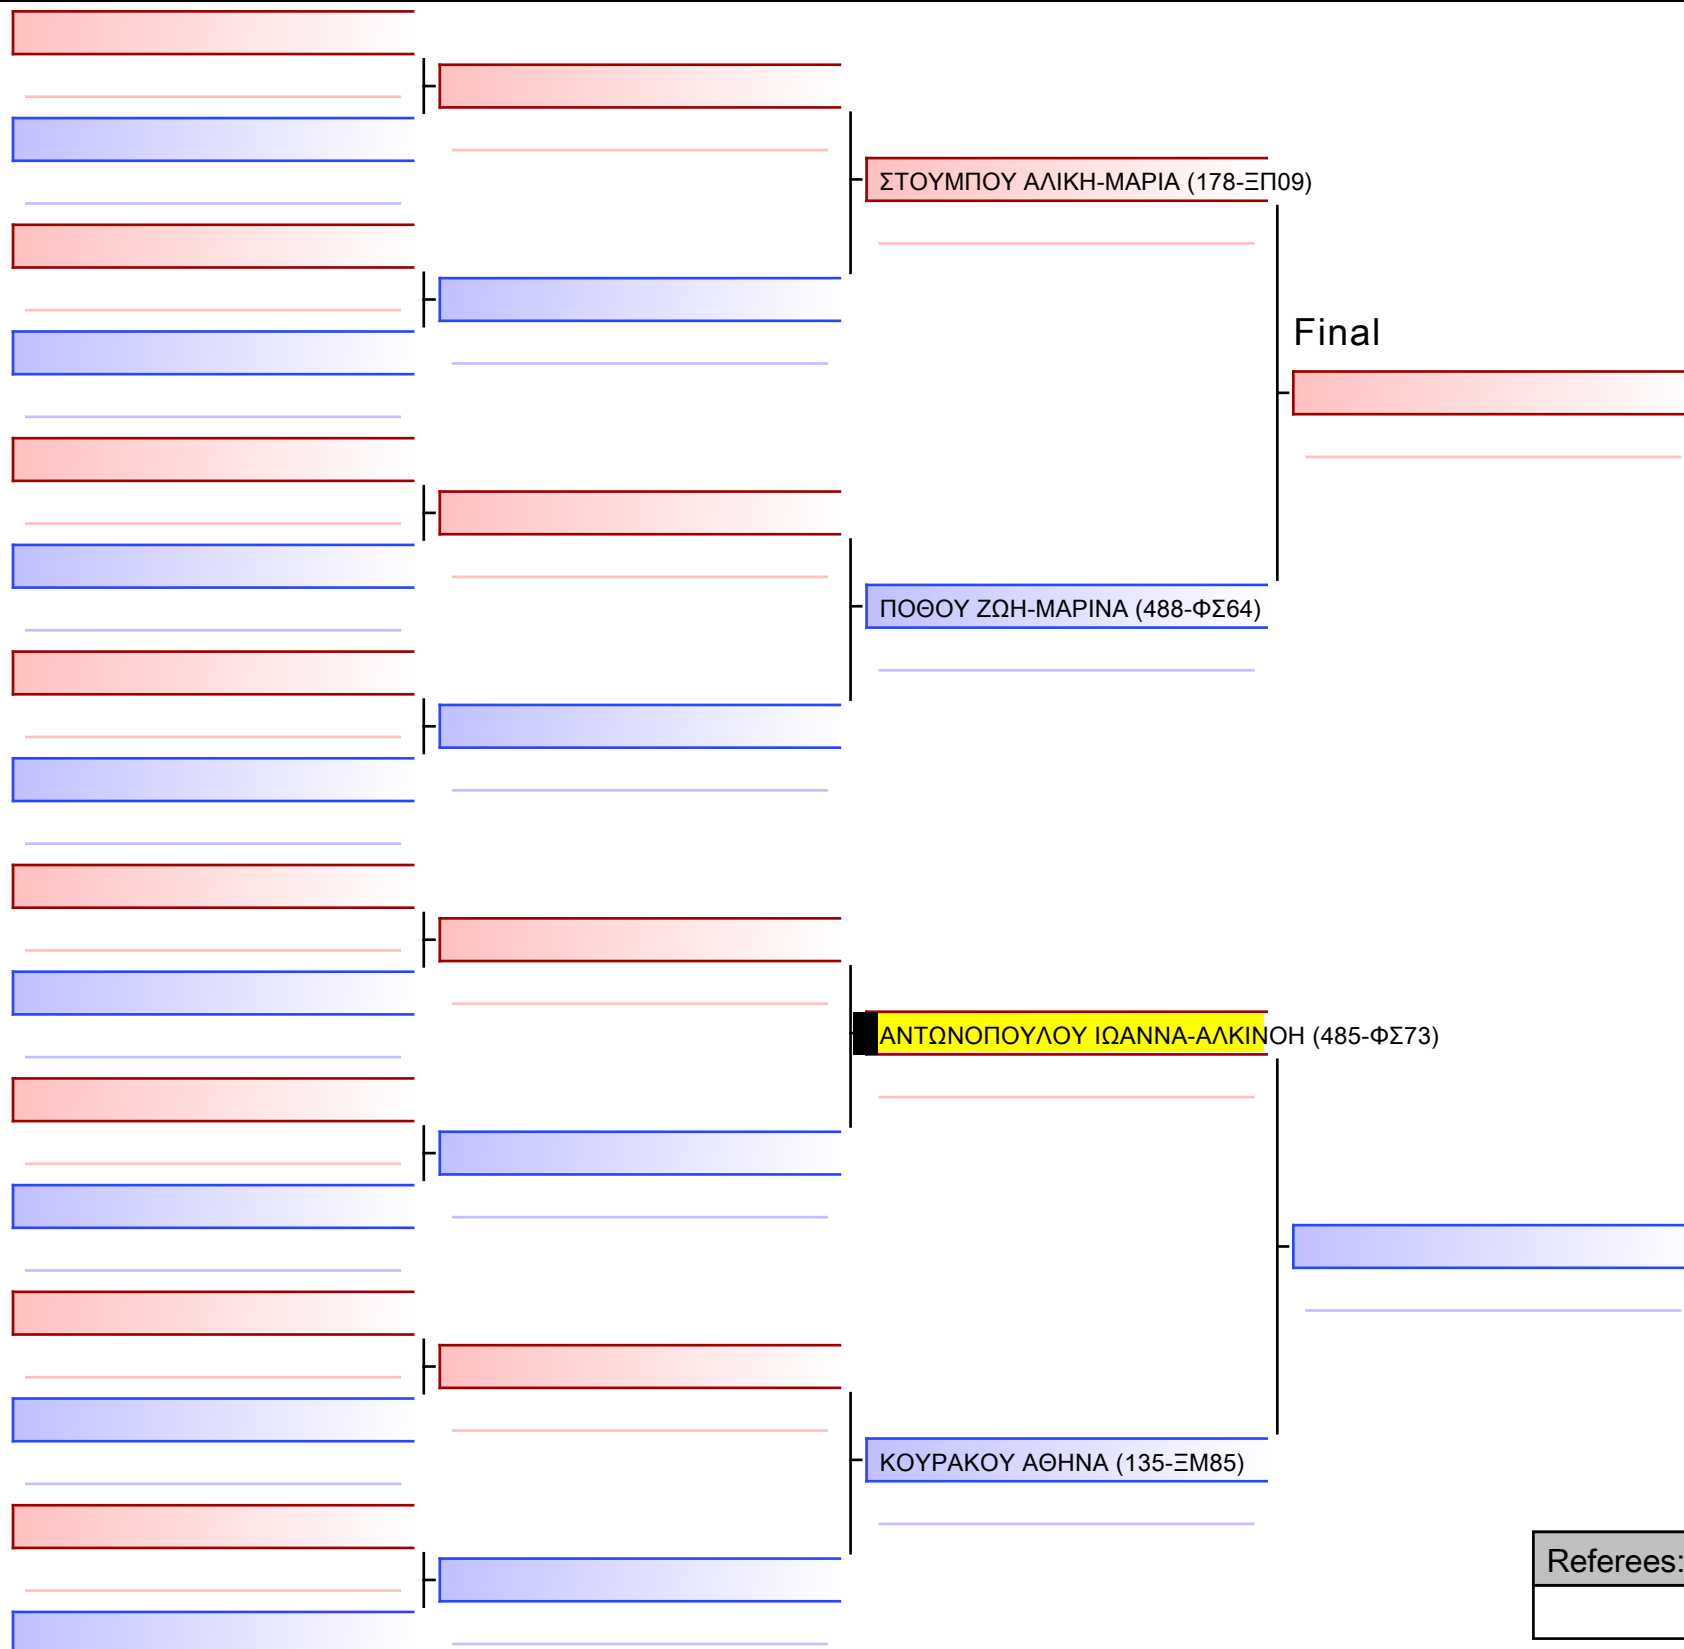 ΣΤΟΥΜΠΟΥ ΑΛΙΚΗ-ΜΑΡΙΑ (178-ΞΠ09)
Final
ΠΟΘΟΥ ΖΩΗ-ΜΑΡΙΝΑ (488-ΦΣ64)
ΑΝΤΩΝΟΠΟΥΛΟΥ ΙΩΑΝΝΑ-ΑΛΚΙΝΟΗ (485-ΦΣ73)
ΚΟΥΡΑΚΟΥ ΑΘΗΝΑ (135-ΞΜ85)
Referees: